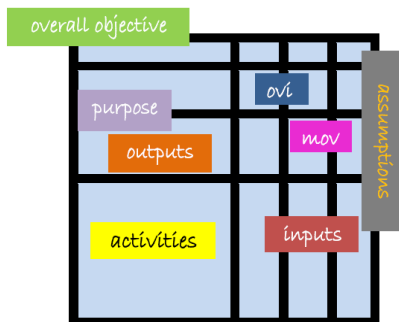 overall objective
ovi
purpose
assumptions
mov
outputs
activities
inputs